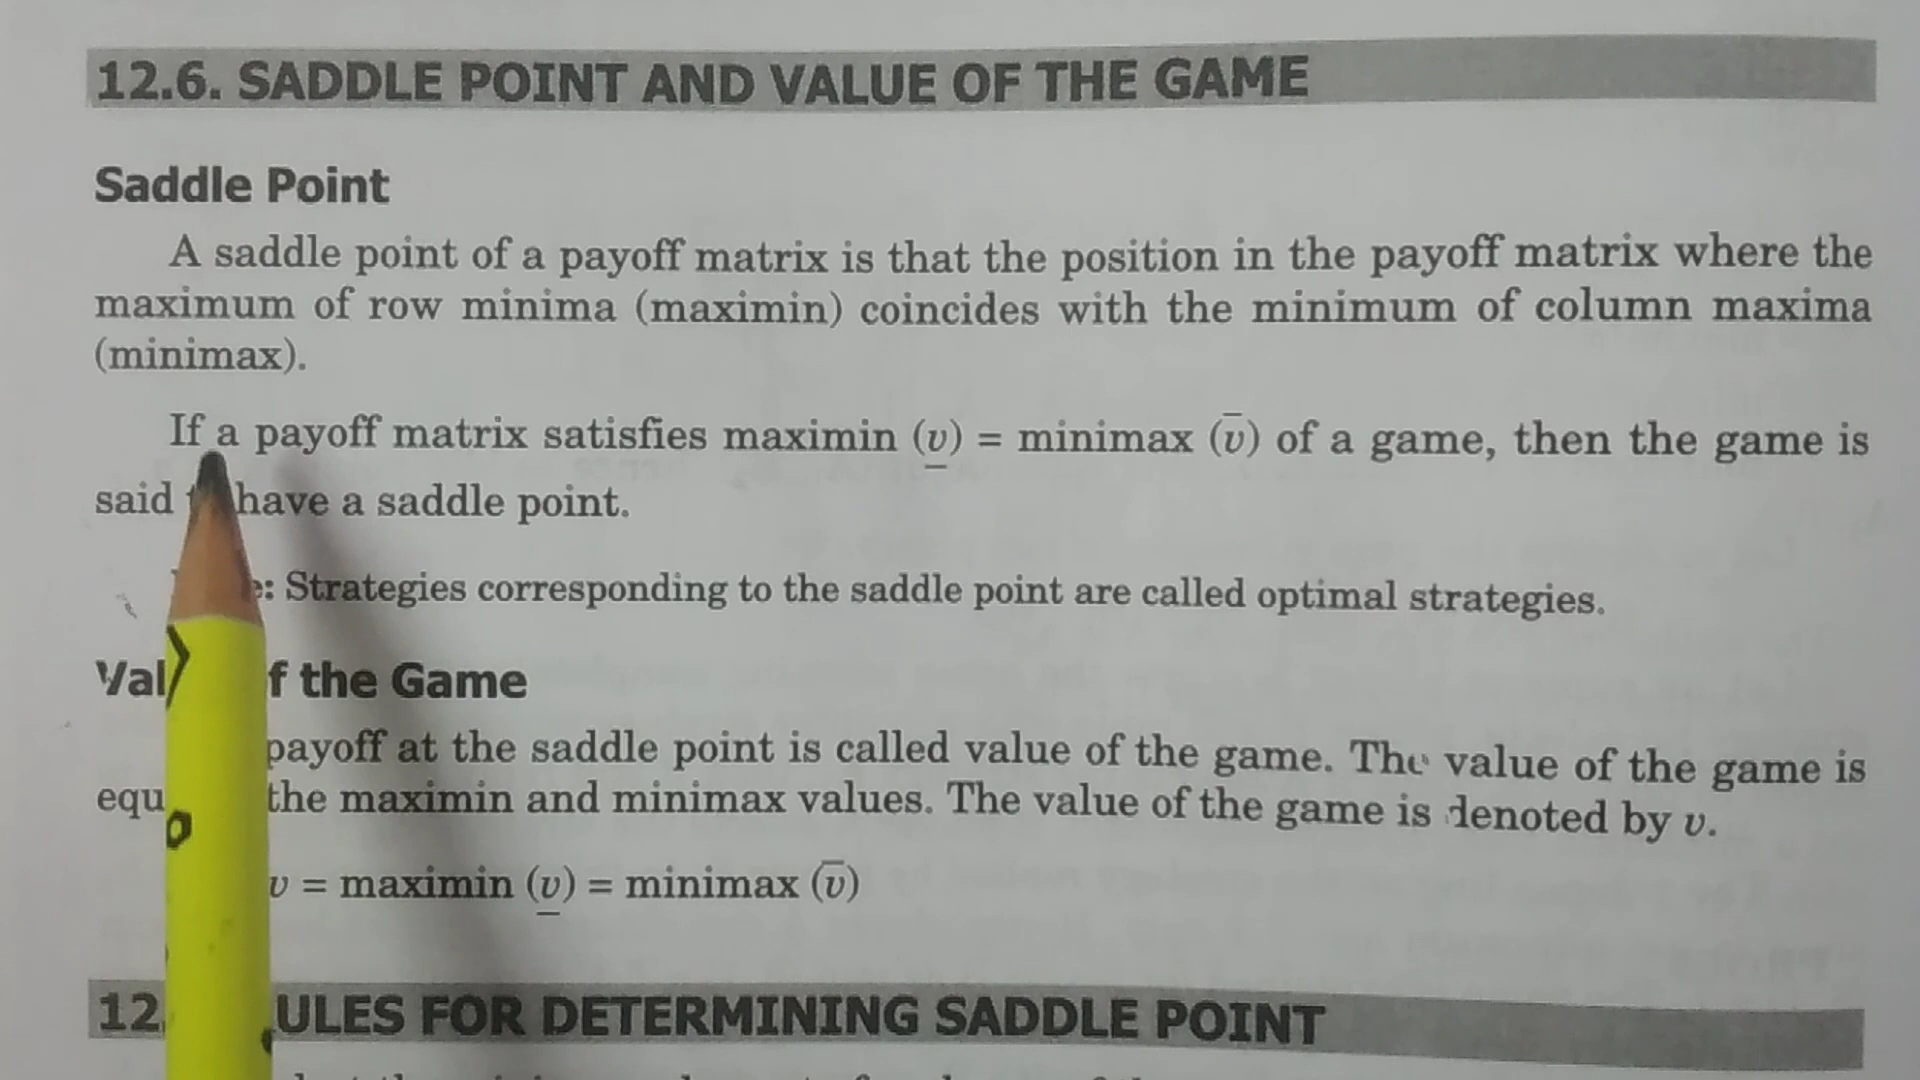 12.6. SADDLE POINT AND VALUE OF THE GAME
Saddle Point
A saddle point of a payoff matrix is that the position in the payoff matrix where the
maximum of row minima (maximin) coincides with the minimum of column maxima
(minimax).
If a payoff matrix satisfies maximin (v̲) = minimax (v̄) of a game, then the game is
said have a saddle point.
: Strategies corresponding to the saddle point are called optimal strategies.
the Game
payoff at the saddle point is called value of the game. The value of the game is
the maximin and minimax values. The value of the game is denoted by v.
v = maximin (v̲) = minimax (v̄)
12 FOR DETERMINING SADDLE POINT